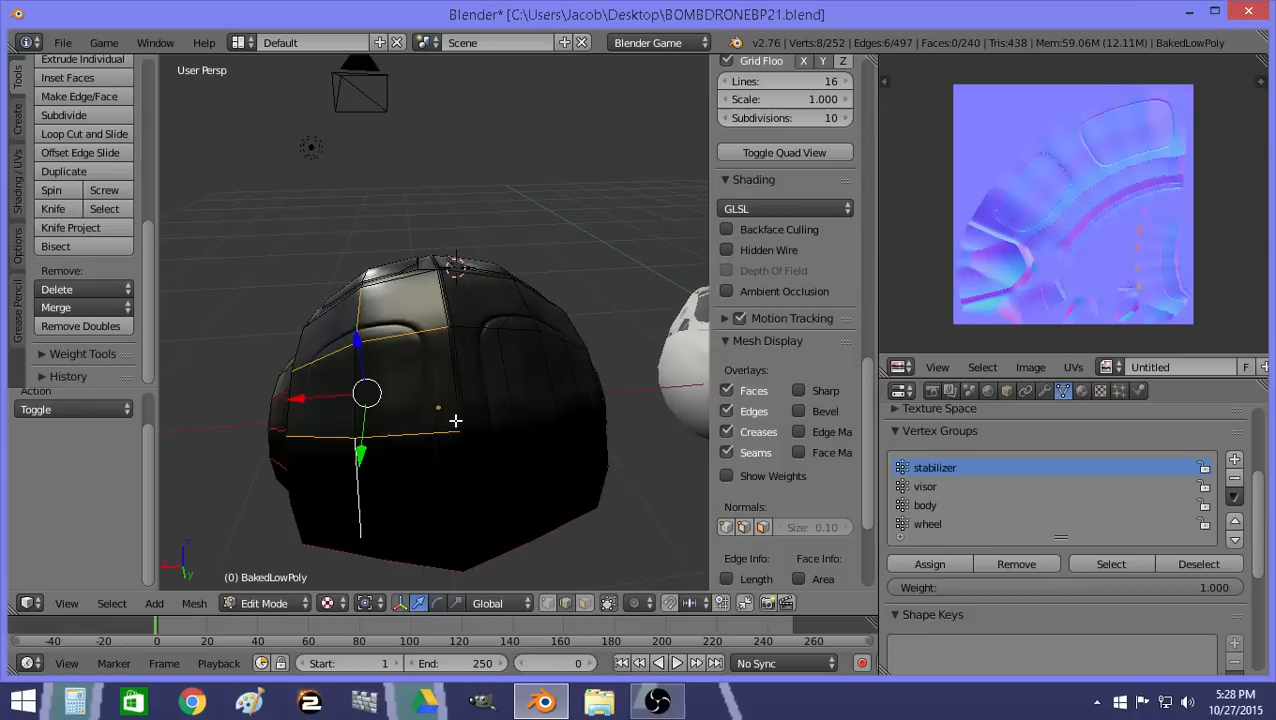 Blender* [C:\Users\Jacob\Desktop\BOMBDRONEBP21.blend]
File Game Window Help Default Scene Blender Game v2.76 | Verts:8/252 | Edges:6/497 | Faces:0/240 | Tris:438 | Mem:59.06M (12.11M) | BakedLowPoly
Tools
Create
Shading / UVs
Options
Grease Pencil
Extrude Individual
Inset Faces
Make Edge/Face
Subdivide
Loop Cut and Slide
Offset Edge Slide
Duplicate
Spin Screw
Knife Select
Knife Project
Bisect
Remove:
Delete
Merge
Remove Doubles
Weight Tools
History
Action
Toggle
User Persp
z
y
(0) BakedLowPoly
Grid Floo X Y Z
Lines: 16
Scale: 1.000
Subdivisions: 10
Toggle Quad View
Shading
GLSL
Backface Culling
Hidden Wire
Depth Of Field
Ambient Occlusion
Motion Tracking
Mesh Display
Overlays:
Faces Sharp
Edges Bevel
Creases Edge Ma
Seams Face Ma
Show Weights
Normals:
Size: 0.10
Edge Info: Face Info:
Length Area
View Select Image UVs Untitled F
Texture Space
Vertex Groups
stabilizer
visor
body
wheel
Assign Remove Select Deselect
Weight: 1.000
Shape Keys
View Select Add Mesh Edit Mode Global
-40 -20 0 20 40 60 80 100 120 140 160 180 200 220 240 260
View Marker Frame Playback Start: 1 End: 250 0 No Sync
5:28 PM
10/27/2015